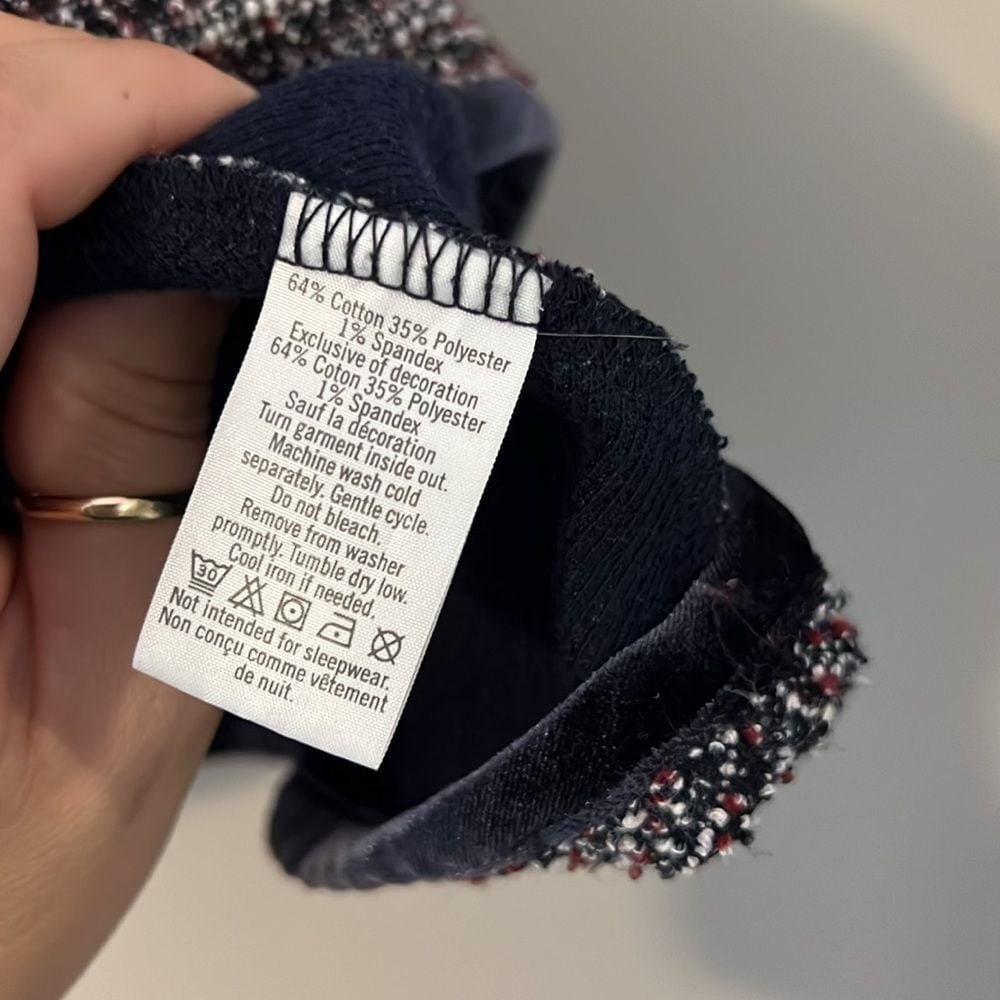 64% Cotton 35% Polyester
1% Spandex
Exclusive of decoration
64% Coton 35% Polyester
1% Spandex
Sauf la décoration
Turn garment inside out.
Machine wash cold
separately. Gentle cycle.
Do not bleach.
Remove from washer
promptly. Tumble dry low.
Cool iron if needed.
30
Not intended for sleepwear.
Non conçu comme vêtement
de nuit.